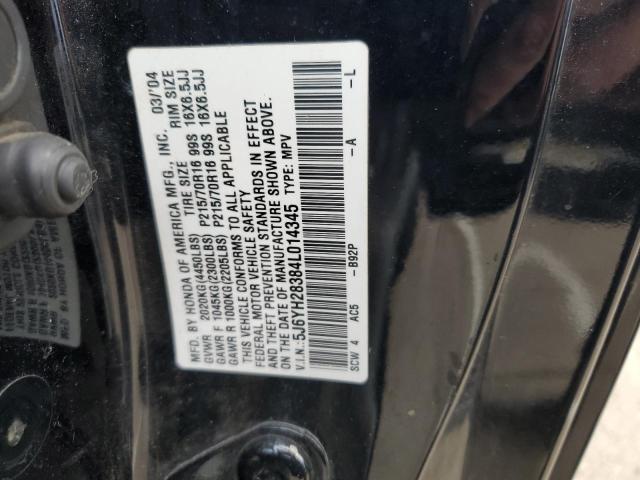 MFD. BY HONDA OF AMERICA MFG., INC. 03/'04
GVWR 2020KG(4450LBS) TIRE SIZE RIM SIZE
GAWR F 1045KG(2300LBS) P215/70R16 99S 16X6.5JJ
GAWR R 1000KG(2205LBS) P215/70R16 99S 16X6.5JJ
THIS VEHICLE CONFORMS TO ALL APPLICABLE
FEDERAL MOTOR VEHICLE SAFETY
AND THEFT PREVENTION STANDARDS IN EFFECT
ON THE DATE OF MANUFACTURE SHOWN ABOVE.
V.I.N.:5J6YH28384L014345 TYPE: MPV
-B92P -A -L
SCW 4 AC5